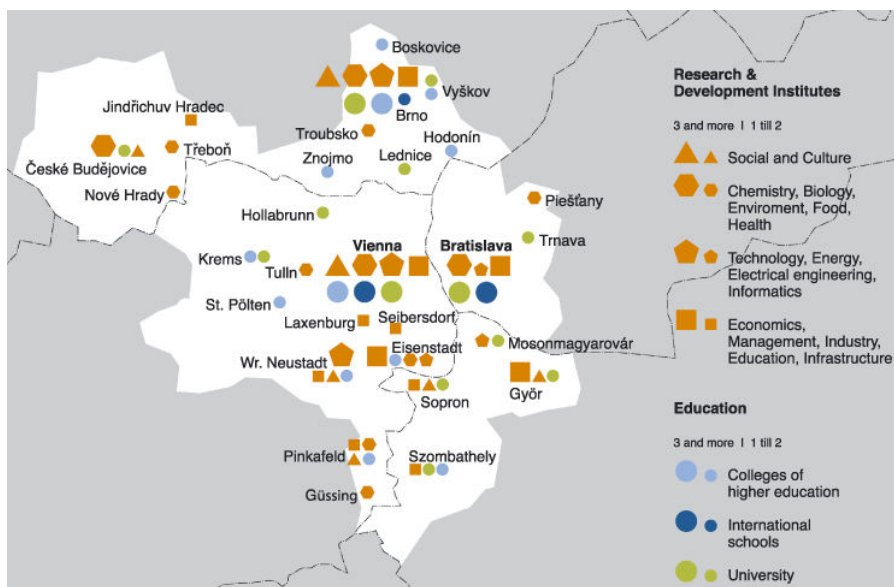 Boskovice
Vyškov
Brno
Jindřichuv Hradec
Troubsko
Hodonín
Třeboň
České Budějovice
Znojmo
Lednice
Nové Hrady
Piešťany
Hollabrunn
Trnava
Vienna
Bratislava
Krems
Tulln
St. Pölten
Laxenburg
Seibersdorf
Mosonmagyarovár
Eisenstadt
Wr. Neustadt
Sopron
Györ
Pinkafeld
Szombathely
Güssing
Research &
Development Institutes
3 and more I 1 till 2
Social and Culture
Chemistry, Biology,
Enviroment, Food,
Health
Technology, Energy,
Electrical engineering,
Informatics
Economics,
Management, Industry,
Education, Infrastructure
Education
3 and more I 1 till 2
Colleges of
higher education
International
schools
University